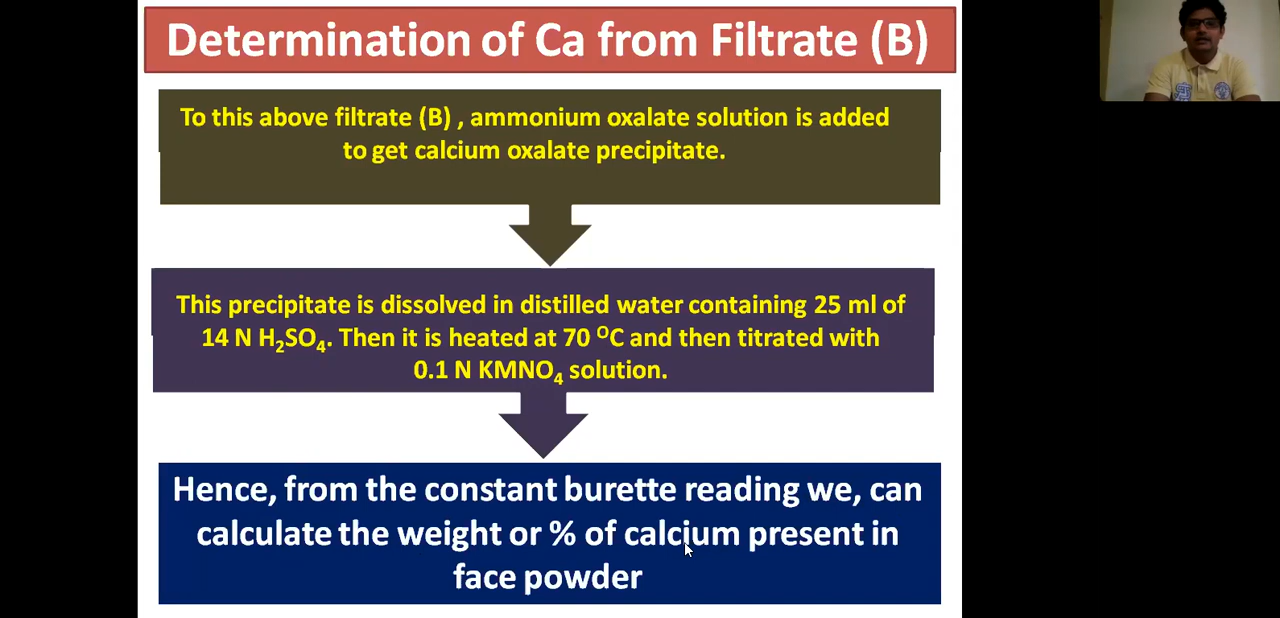 Determination of Ca from Filtrate (B)
To this above filtrate (B) , ammonium oxalate solution is added
to get calcium oxalate precipitate.
This precipitate is dissolved in distilled water containing 25 ml of
14 N H₂SO₄. Then it is heated at 70 ᴼC and then titrated with
0.1 N KMNO₄ solution.
Hence, from the constant burette reading we, can
calculate the weight or % of calcium present in
face powder